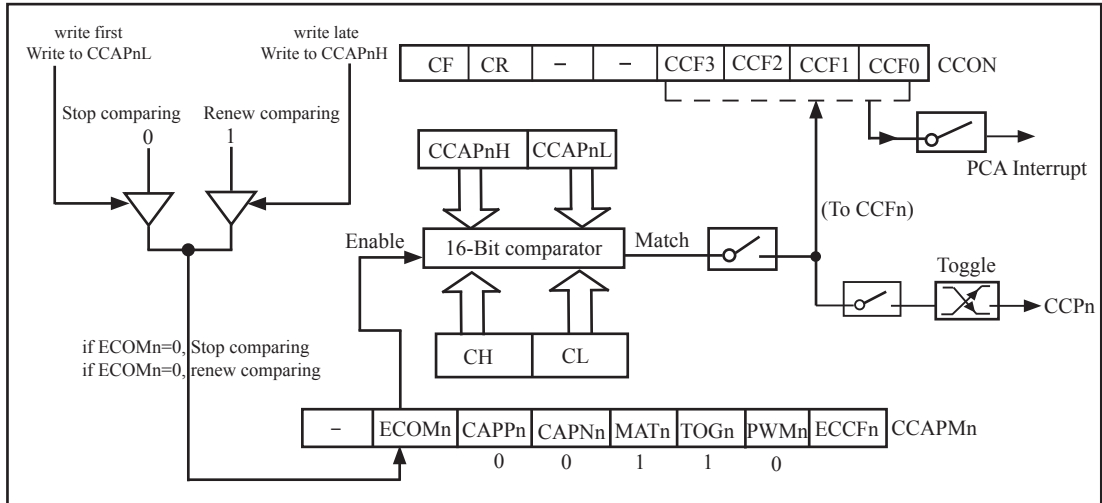 write first
Write to CCAPnL
write late
Write to CCAPnH
CF CR – – CCF3 CCF2 CCF1 CCF0 CCON
Stop comparing
0
Renew comparing
1
CCAPnH CCAPnL
PCA Interrupt
(To CCFn)
Enable
16-Bit comparator
Match
Toggle
CCPn
CH CL
if ECOMn=0, Stop comparing
if ECOMn=0, renew comparing
– ECOMn CAPPn CAPNn MATn TOGn PWMn ECCFn CCAPMn
0 0 1 1 0